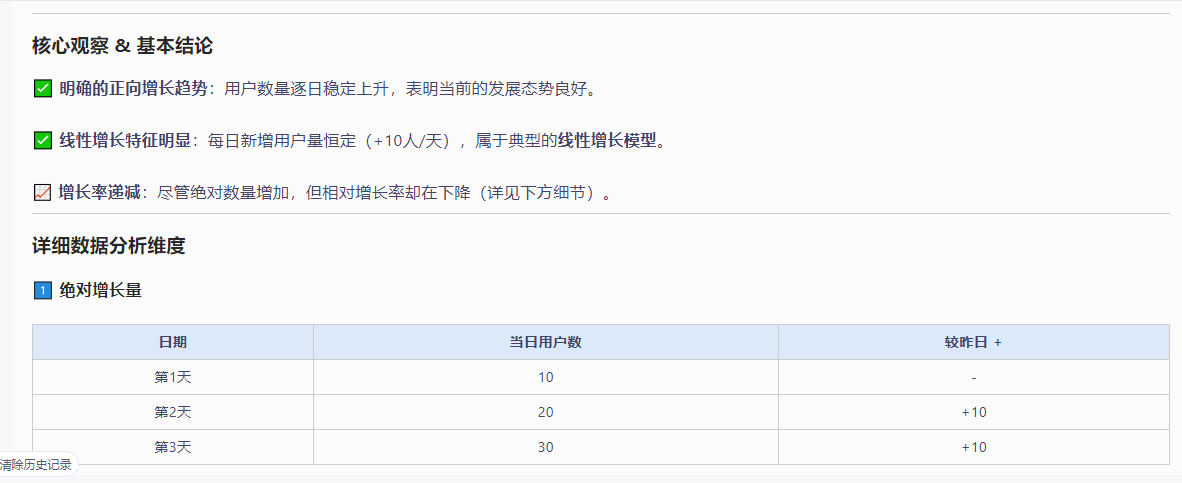 核心观察 & 基本结论
✅ 明确的正向增长趋势：用户数量逐日稳定上升，表明当前的发展态势良好。
✅ 线性增长特征明显：每日新增用户量恒定（+10人/天），属于典型的线性增长模型。
📈 增长率递减：尽管绝对数量增加，但相对增长率却在下降（详见下方细节）。
详细数据分析维度
1️⃣ 绝对增长量
日期 当日用户数 较昨日 +
第1天 10 -
第2天 20 +10
第3天 30 +10
清除历史记录